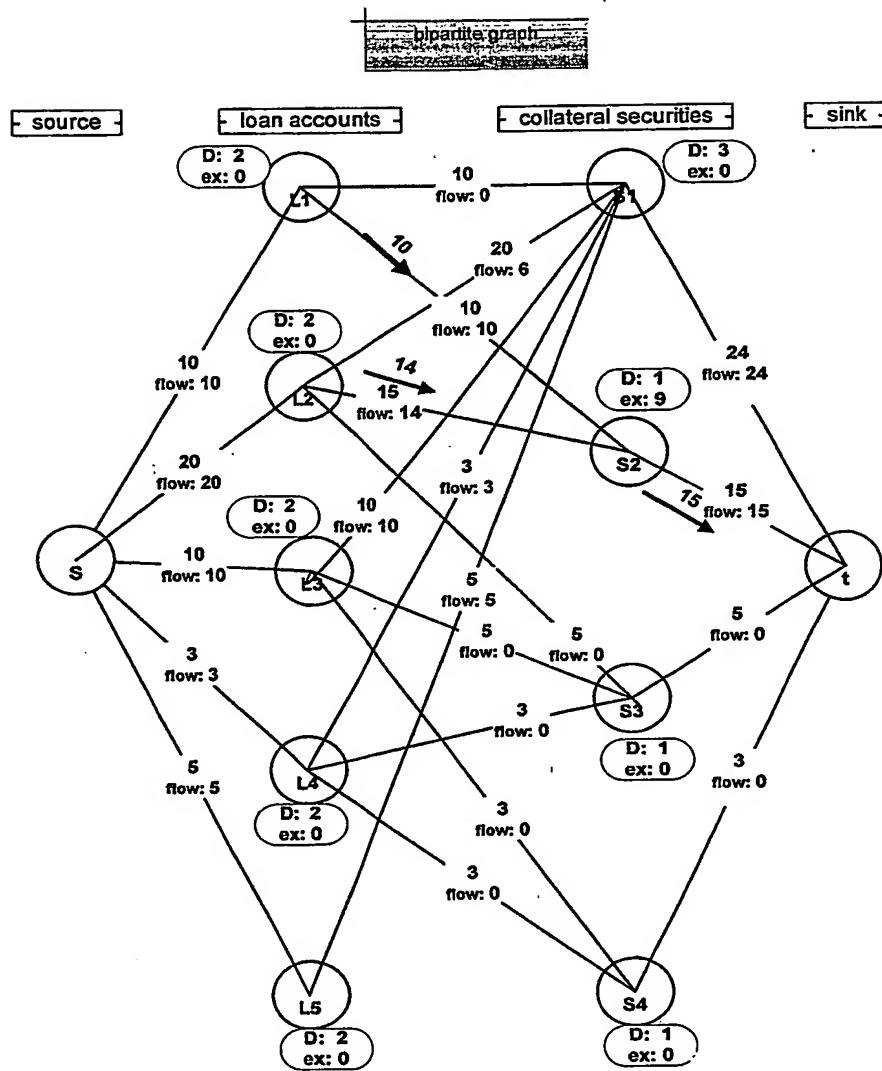 bipartite graph
source
loan accounts
collateral securities
sink
D: 2
ex: 0
L1
10
flow: 0
D: 3
ex: 0
S1
10
20
flow: 6
10
flow: 10
D: 2
ex: 0
L2
14
15
flow: 14
10
flow: 10
24
flow: 24
D: 1
ex: 9
S2
15
15
flow: 15
20
flow: 20
3
flow: 3
D: 2
ex: 0
10
flow: 10
S
10
flow: 10
L3
t
5
flow: 5
5
flow: 0
5
flow: 0
5
flow: 0
3
flow: 3
S3
3
flow: 0
D: 1
ex: 0
5
flow: 5
L4
D: 2
ex: 0
3
flow: 0
3
flow: 0
3
flow: 0
L5
D: 2
ex: 0
S4
D: 1
ex: 0